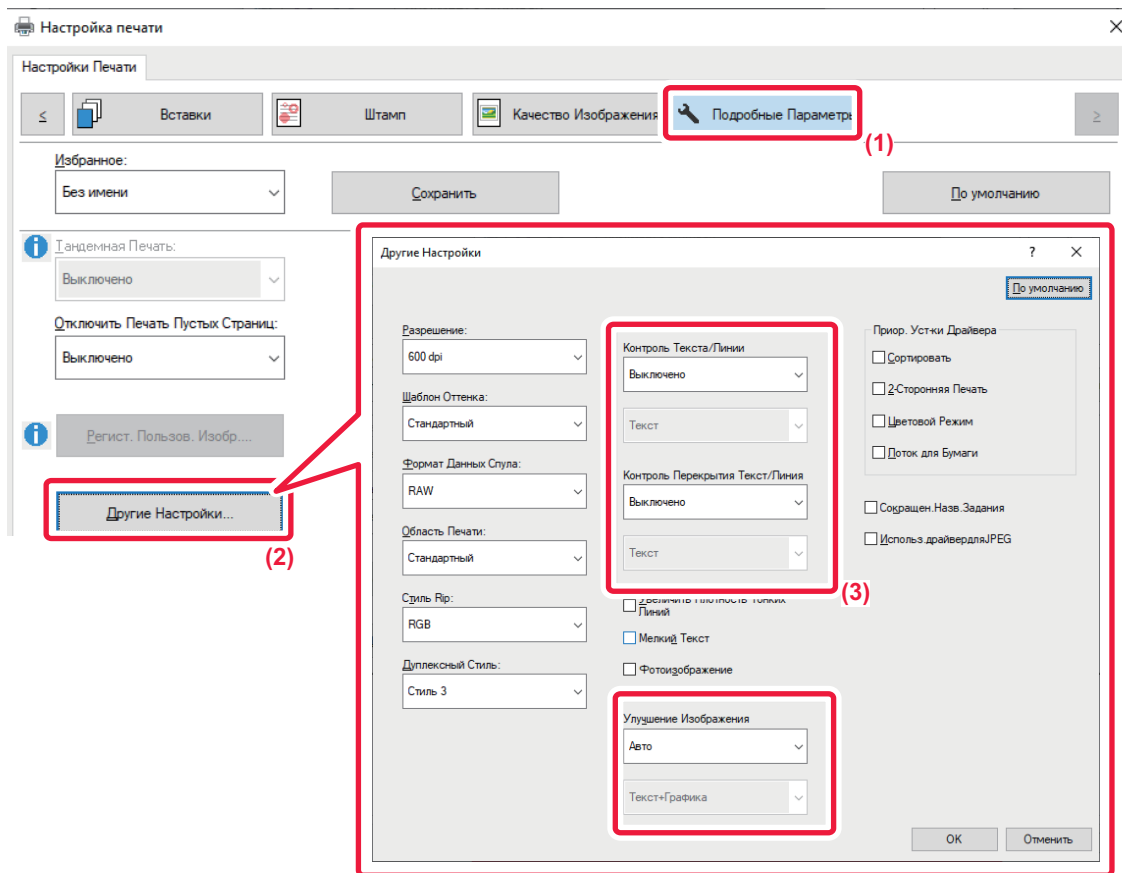 Настройка печати
Настройки Печати
≤
Вставки
Штамп
Качество Изображения
Подробные Параметры
≥
(1)
Избранное:
Без имени
Сохранить
По умолчанию
Тандемная Печать:
Выключено
Отключить Печать Пустых Страниц:
Выключено
Регист. Пользов. Изобр....
Другие Настройки...
(2)
Другие Настройки
?
По умолчанию
Разрешение:
600 dpi
Шаблон Оттенка:
Стандартный
Формат Данных Спула:
RAW
Область Печати:
Стандартный
Стиль Rip:
RGB
Дуплексный Стиль:
Стиль 3
Контроль Текста/Линии
Выключено
Текст
Контроль Перекрытия Текст/Линия
Выключено
Текст
(3)
Увеличить Плотность Тонких
Линий
Мелкий Текст
Фотоизображение
Улучшение Изображения
Авто
Текст+Графика
Приор. Уст-ки Драйвера
Сортировать
2-Сторонняя Печать
Цветовой Режим
Лоток для Бумаги
Сокращен.Назв.Задания
Использ.драйвердляJPEG
OK
Отменить